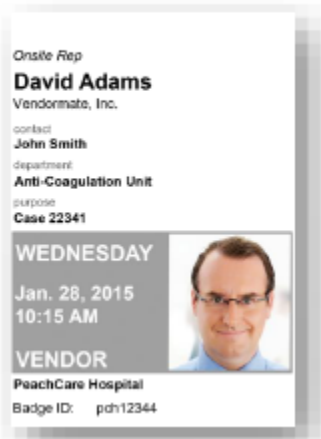 Onsite Rep
David Adams
Vendormate, Inc.
contact
John Smith
department
Anti-Coagulation Unit
purpose
Case 22341
WEDNESDAY
Jan. 28, 2015
10:15 AM
VENDOR
PeachCare Hospital
Badge ID: pch12344